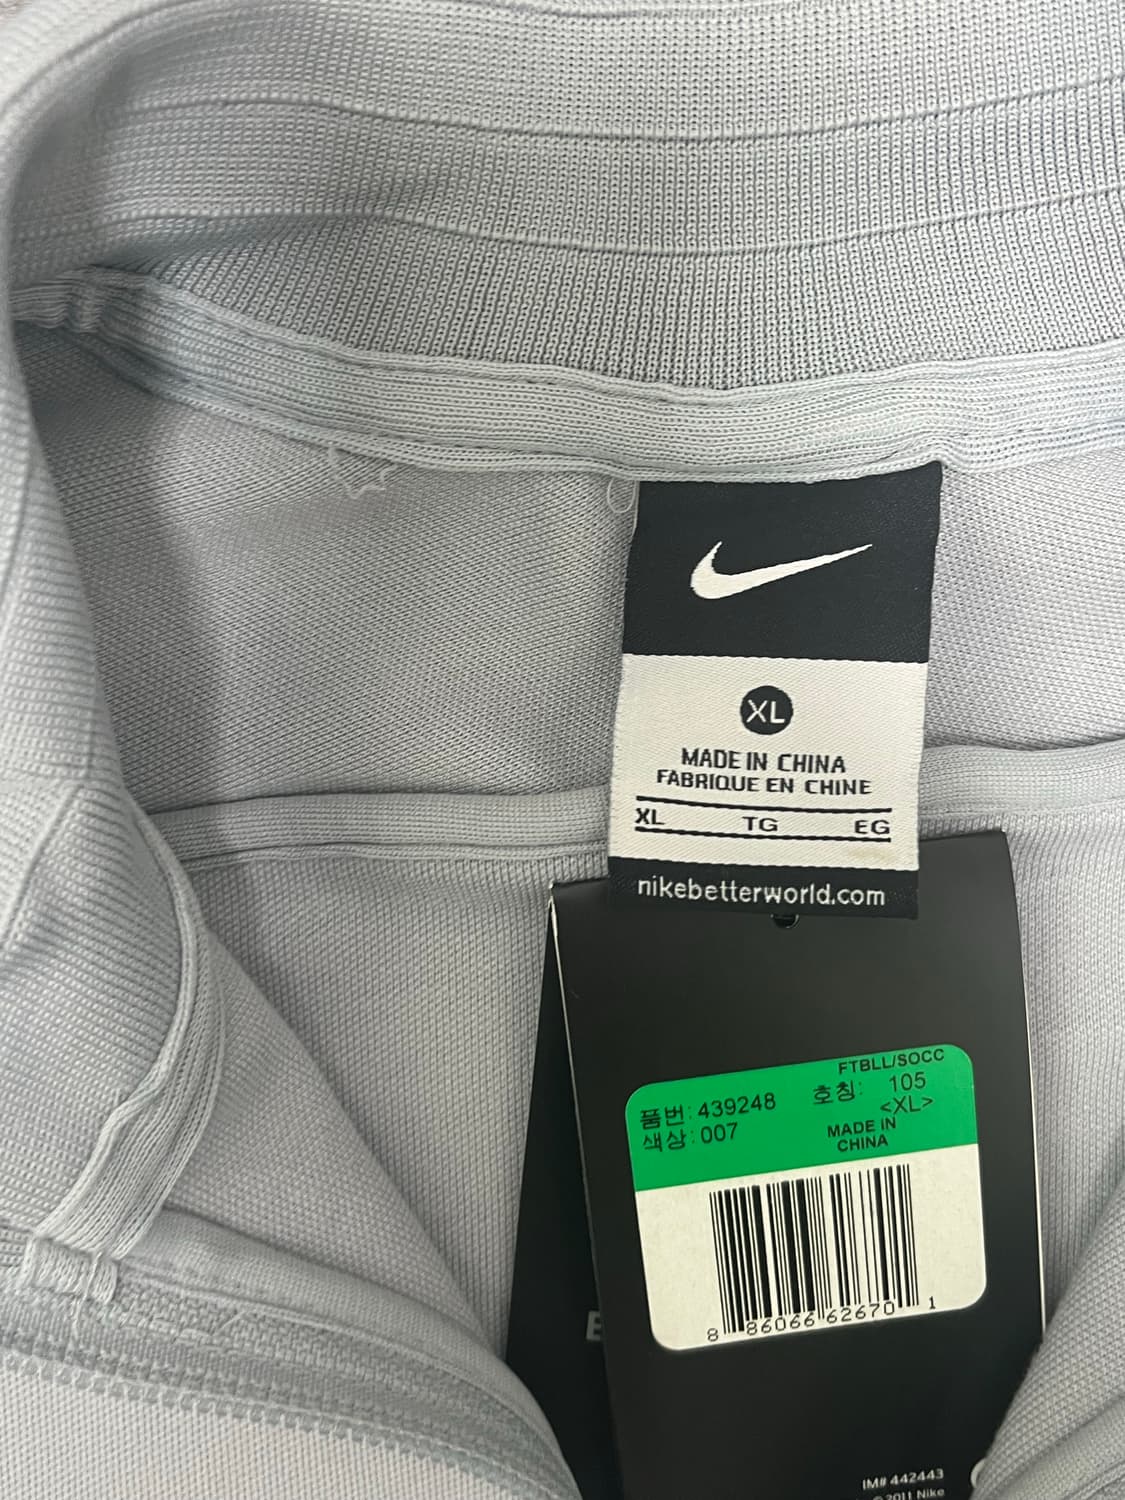 XL
MADE IN CHINA
FABRIQUE EN CHINE
XL TG EG
nikebetterworld.com
FTBLL/SOCC
품번: 439248 호칭: 105
<XL>
색상: 007
MADE IN
CHINA
8 86066 62670 1
E
IM# 442443
©2011 Nike